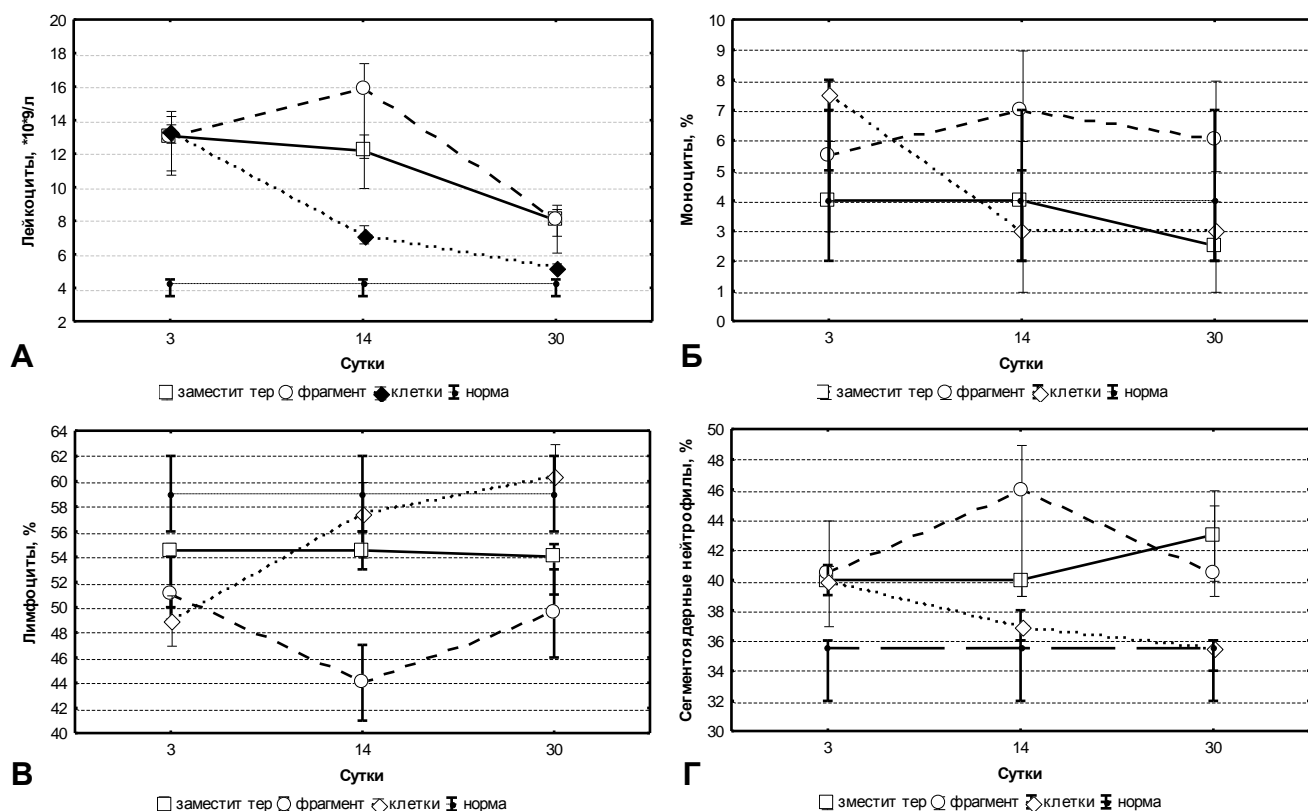 20
18
16
14
12
10
8
6
4
2
Лейкоциты, *10*9/л
3 14 30
Сутки
А
заместит тер фрагмент клетки норма
10
9
8
7
6
5
4
3
2
1
0
Моноциты, %
3 14 30
Сутки
Б
заместит тер фрагмент клетки норма
64
62
60
58
56
54
52
50
48
46
44
42
40
Лимфоциты, %
3 14 30
Сутки
В
заместит тер фрагмент клетки норма
50
48
46
44
42
40
38
36
34
32
30
Сегментоядерные нейтрофилы, %
3 14 30
Сутки
Г
зместит тер фрагмент клетки норма